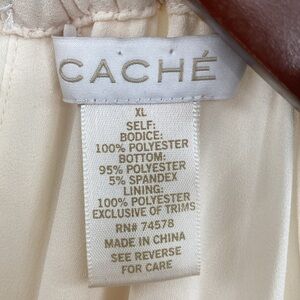 CACHÉ
XL
SELF:
BODICE:
100% POLYESTER
BOTTOM:
95% POLYESTER
5% SPANDEX
LINING:
100% POLYESTER
EXCLUSIVE OF TRIMS
RN# 74578
MADE IN CHINA
SEE REVERSE
FOR CARE